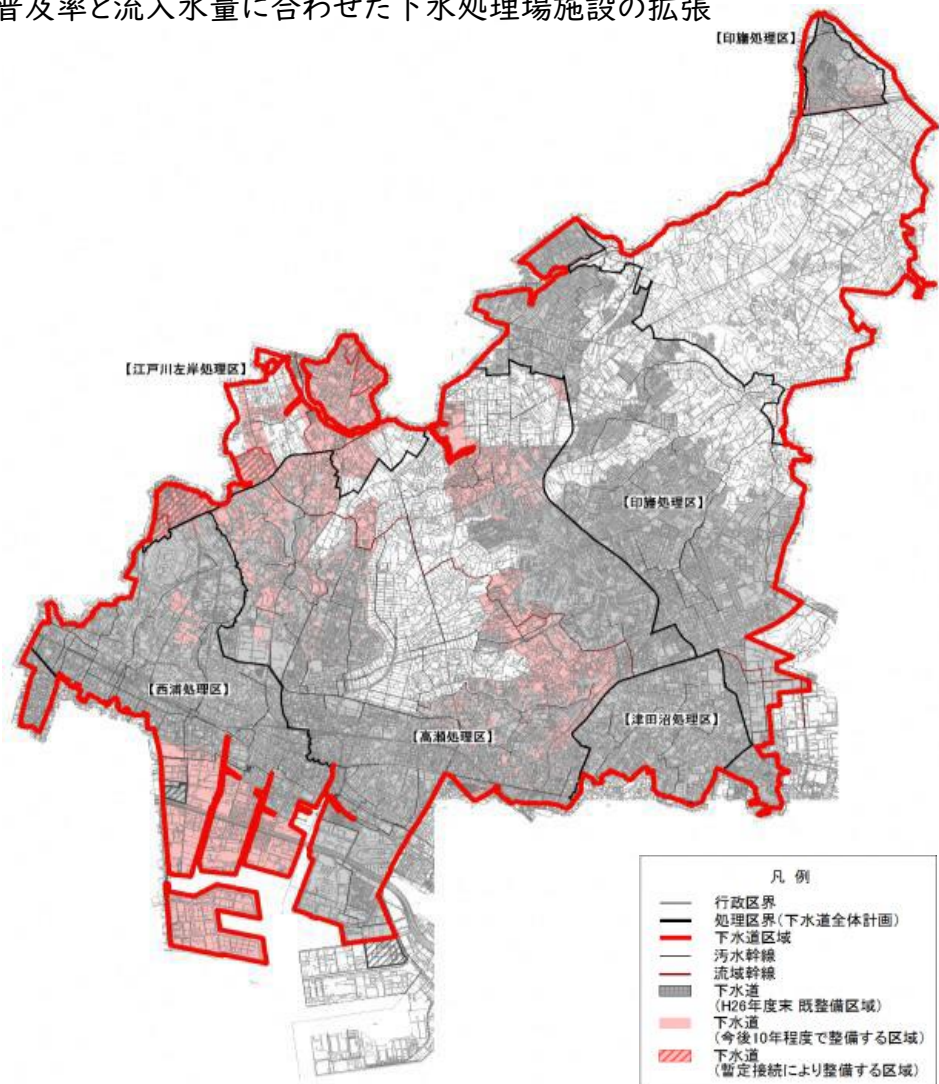 普及率と流入水量に合わせた下水処理場施設の拡張
【印旛処理区】
【江戸川左岸処理区】
【印旛処理区】
【西浦処理区】
【高瀬処理区】
【津田沼処理区】
凡 例
行政区界
処理区界(下水道全体計画)
下水道区域
汚水幹線
流域幹線
下水道
(H26年度末 既整備区域)
下水道
(今後10年程度で整備する区域)
下水道
(暫定接続により整備する区域)